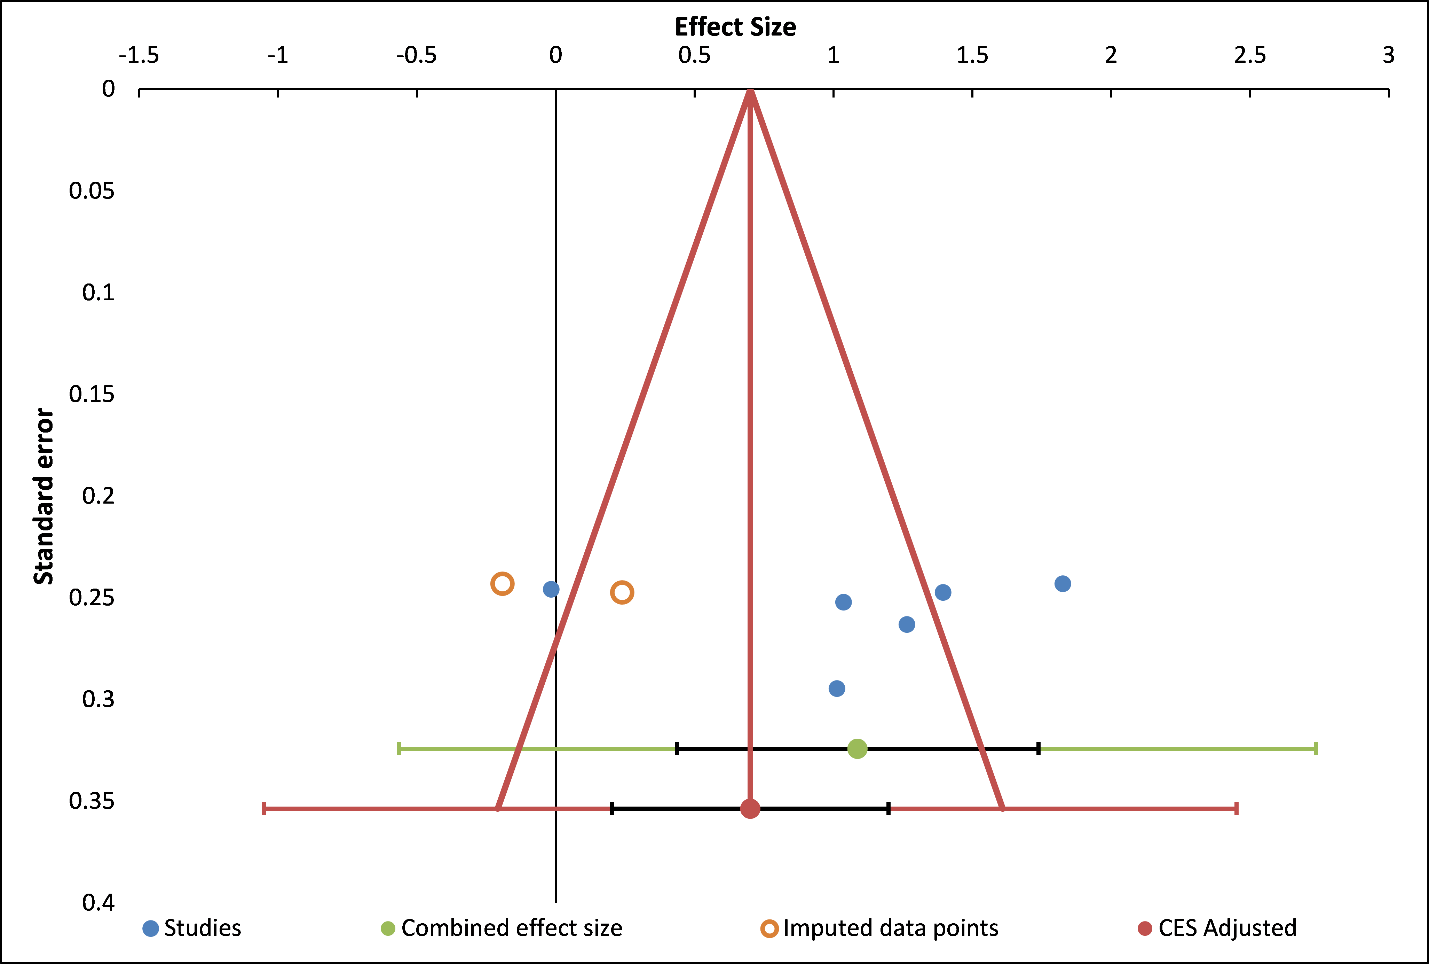 Effect Size
-1.5 -1 -0.5 0 0.5 1 1.5 2 2.5 3
0
0.05
0.1
0.15
0.2
0.25
0.3
0.35
0.4
Standard error
Studies Combined effect size Imputed data points CES Adjusted